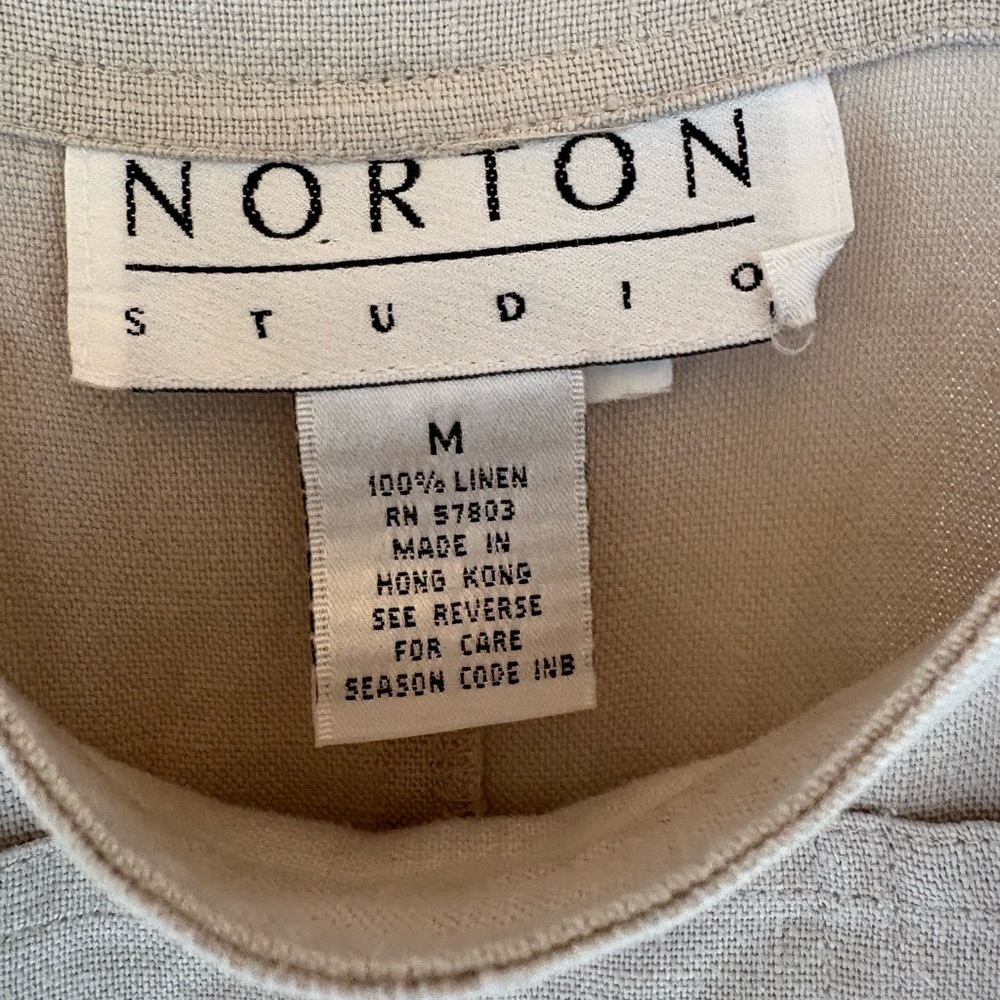 NORTON
STUDIO
M
100% LINEN
RN 57803
MADE IN
HONG KONG
SEE REVERSE
FOR CARE
SEASON CODE INB